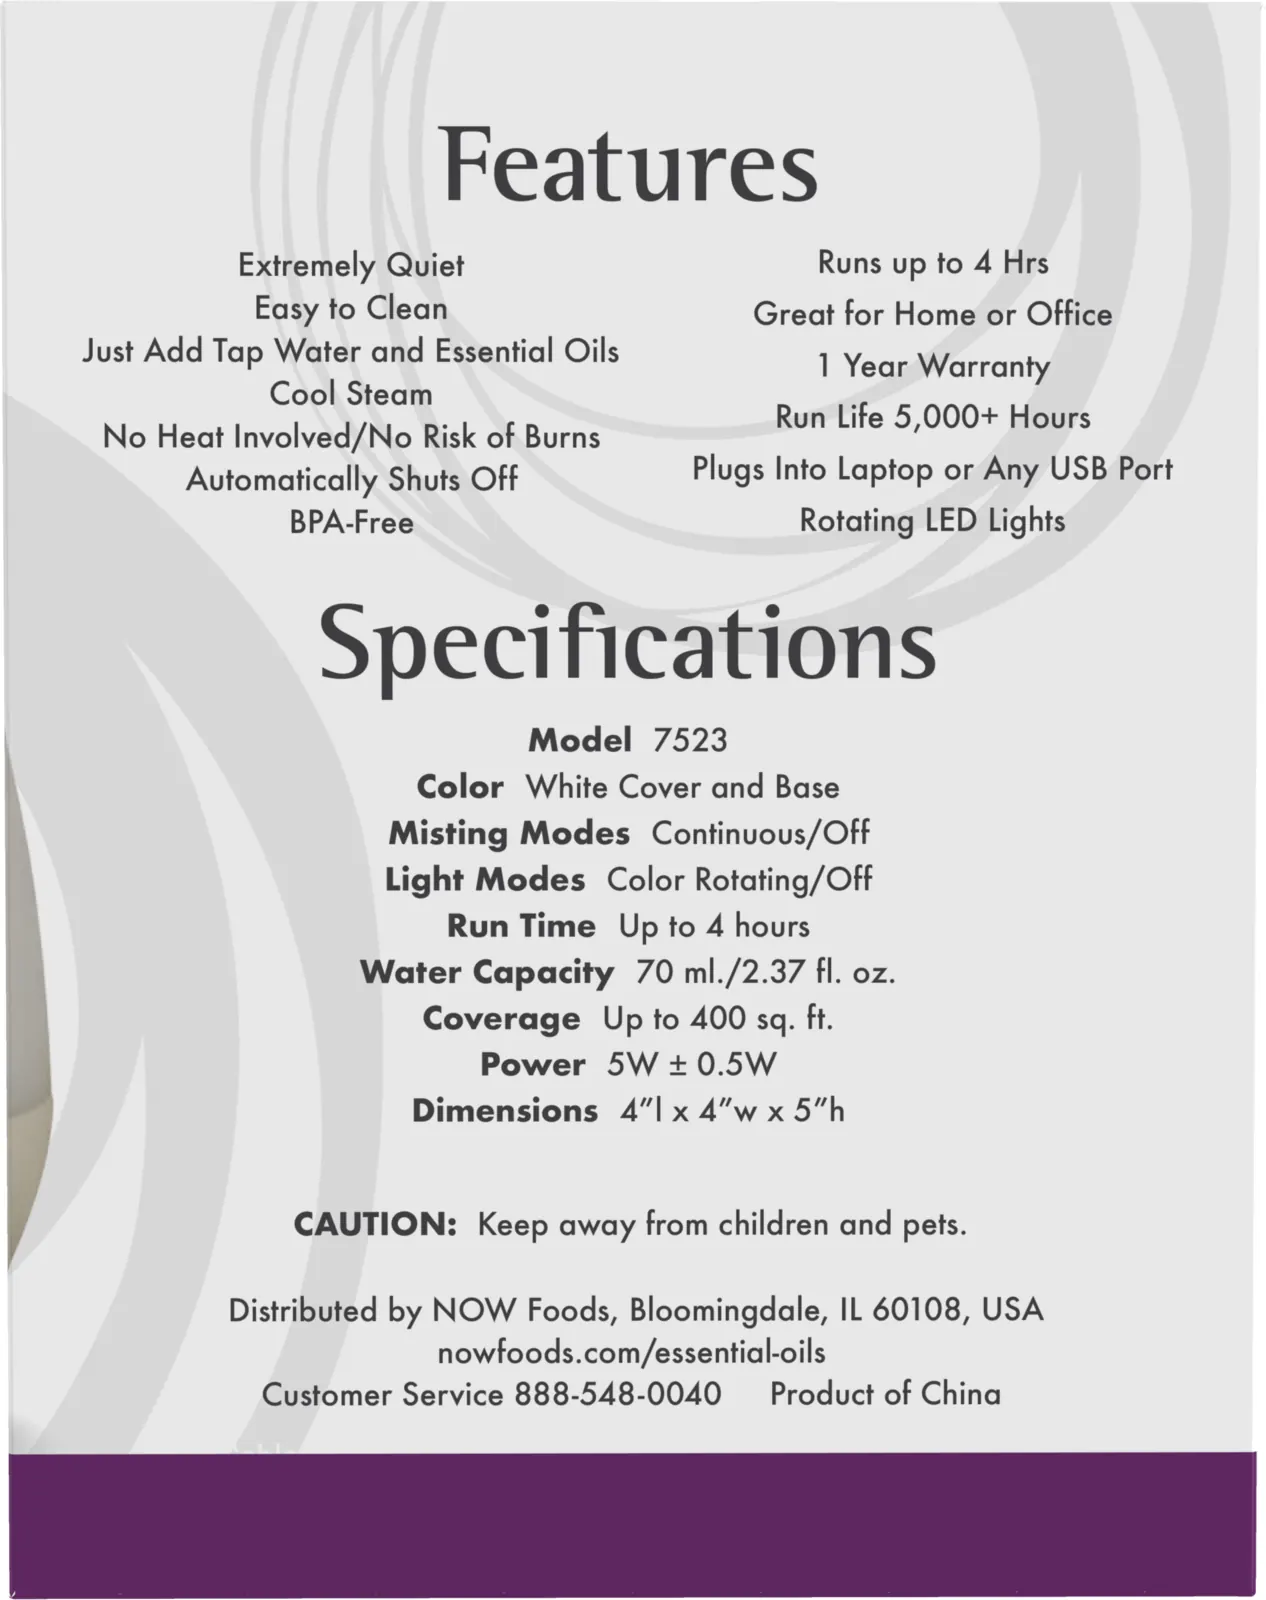 Features
Extremely Quiet
Easy to Clean
Just Add Tap Water and Essential Oils
Cool Steam
No Heat Involved/No Risk of Burns
Automatically Shuts Off
BPA-Free
Runs up to 4 Hrs
Great for Home or Office
1 Year Warranty
Run Life 5,000+ Hours
Plugs Into Laptop or Any USB Port
Rotating LED Lights
Specifications
Model 7523
Color White Cover and Base
Misting Modes Continuous/Off
Light Modes Color Rotating/Off
Run Time Up to 4 hours
Water Capacity 70 ml./2.37 fl. oz.
Coverage Up to 400 sq. ft.
Power 5W ± 0.5W
Dimensions 4”l x 4”w x 5”h
CAUTION: Keep away from children and pets.
Distributed by NOW Foods, Bloomingdale, IL 60108, USA
nowfoods.com/essential-oils
Customer Service 888-548-0040 Product of China